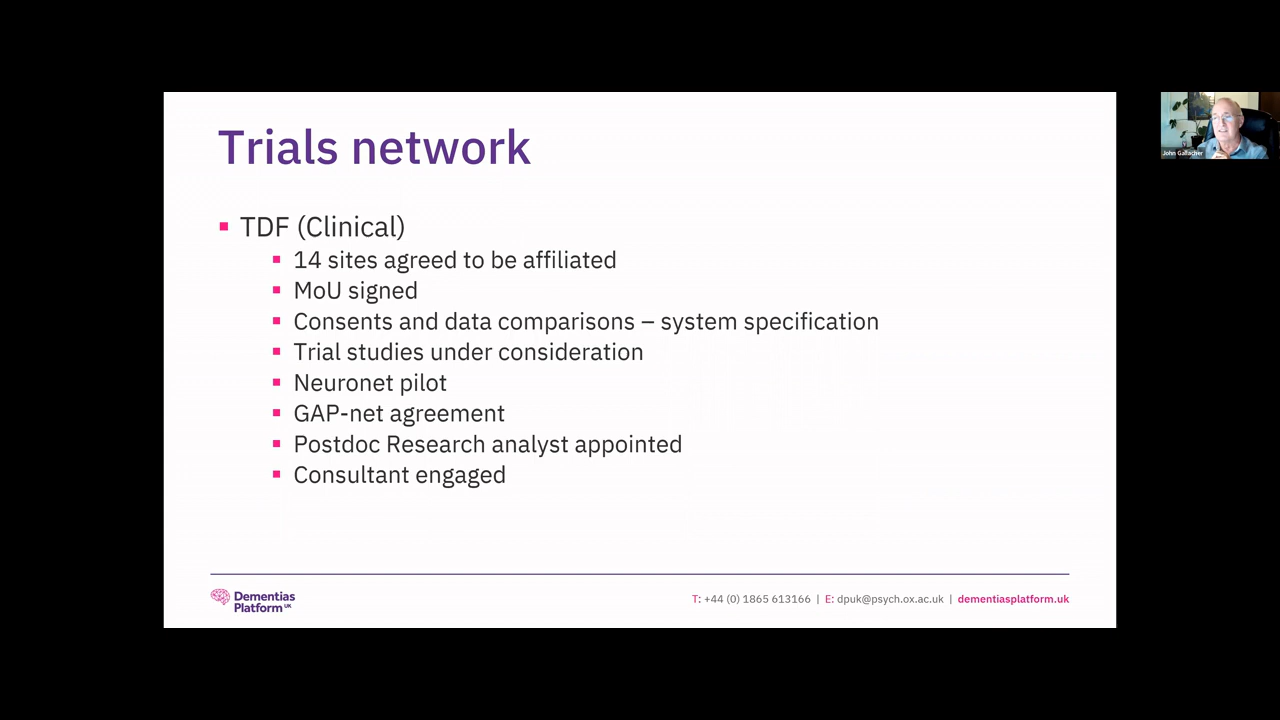 Trials network
TDF (Clinical)
14 sites agreed to be affiliated
MoU signed
Consents and data comparisons – system specification
Trial studies under consideration
Neuronet pilot
GAP-net agreement
Postdoc Research analyst appointed
Consultant engaged
Dementias
Platform UK
T: +44 (0) 1865 613166 | E: dpuk@psych.ox.ac.uk | dementiasplatform.uk
John Gallacher